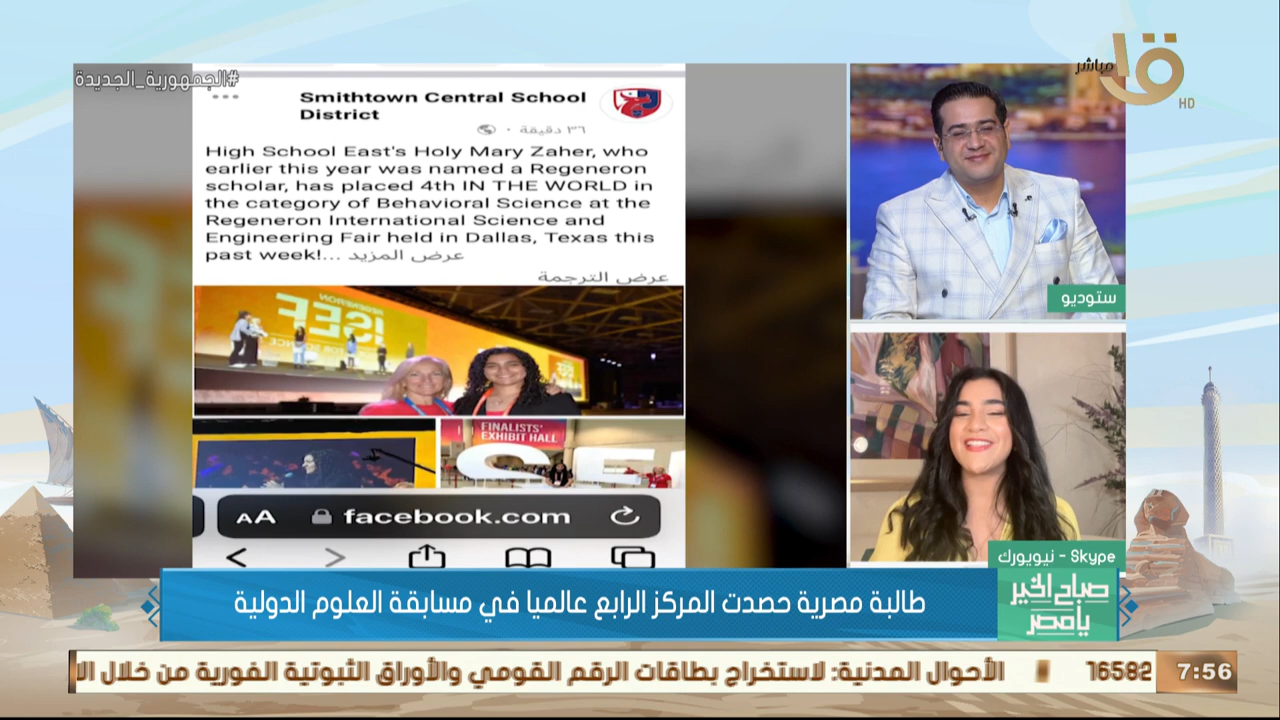 #الجمهورية_الجديدة
مباشر
HD
Smithtown Central School
District
٣٦ دقيقة ·
High School East's Holy Mary Zaher, who
earlier this year was named a Regeneron
scholar, has placed 4th IN THE WORLD in
the category of Behavioral Science at the
Regeneron International Science and
Engineering Fair held in Dallas, Texas this
past week!... عرض المزيد
عرض الترجمة
REGENERON
ISEF
FINALISTS'
EXHIBIT HALL
AA facebook.com
ستوديو
Skype - نيويورك
صباح الخير
يا مصر
طالبة مصرية حصدت المركز الرابع عالميا في مسابقة العلوم الدولية
7:56
16582
الأحوال المدنية: لاستخراج بطاقات الرقم القومي والأوراق الثبوتية الفورية من خلال الا